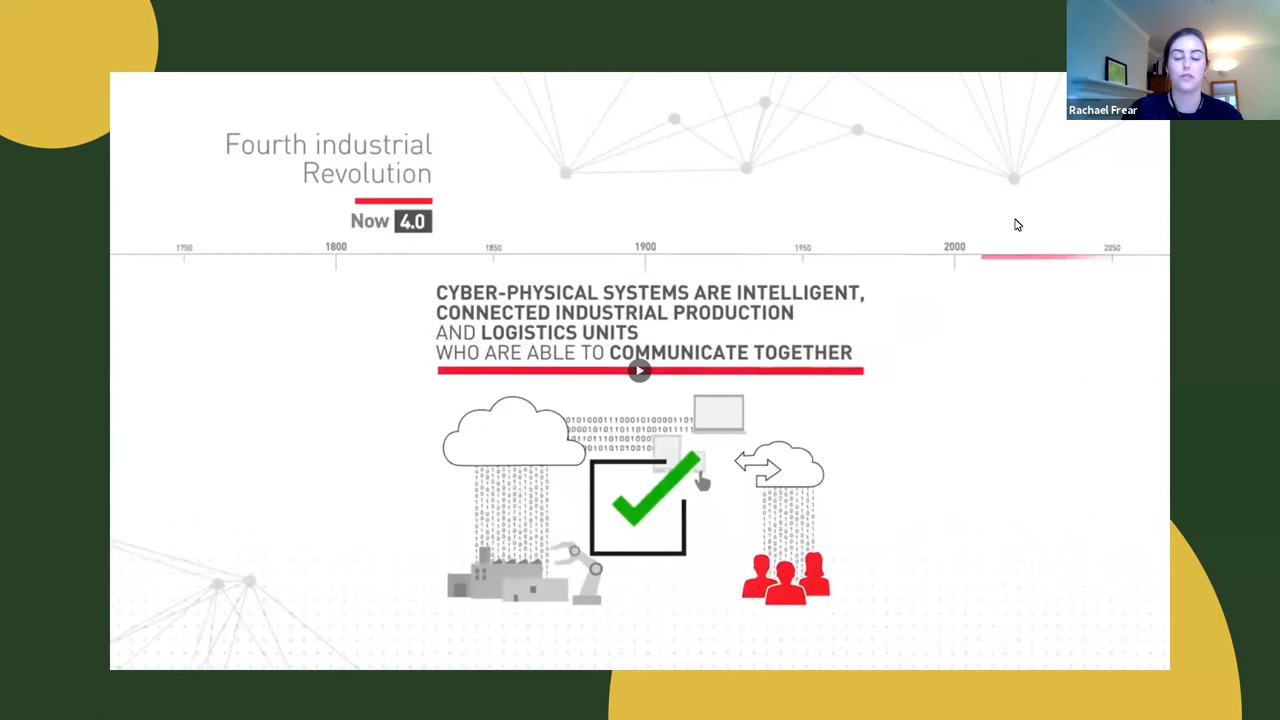 Rachael Frear
Fourth industrial
Revolution
Now 4.0
1750 1800 1850 1900 1950 2000 2050
CYBER-PHYSICAL SYSTEMS ARE INTELLIGENT,
CONNECTED INDUSTRIAL PRODUCTION
AND LOGISTICS UNITS
WHO ARE ABLE TO COMMUNICATE TOGETHER